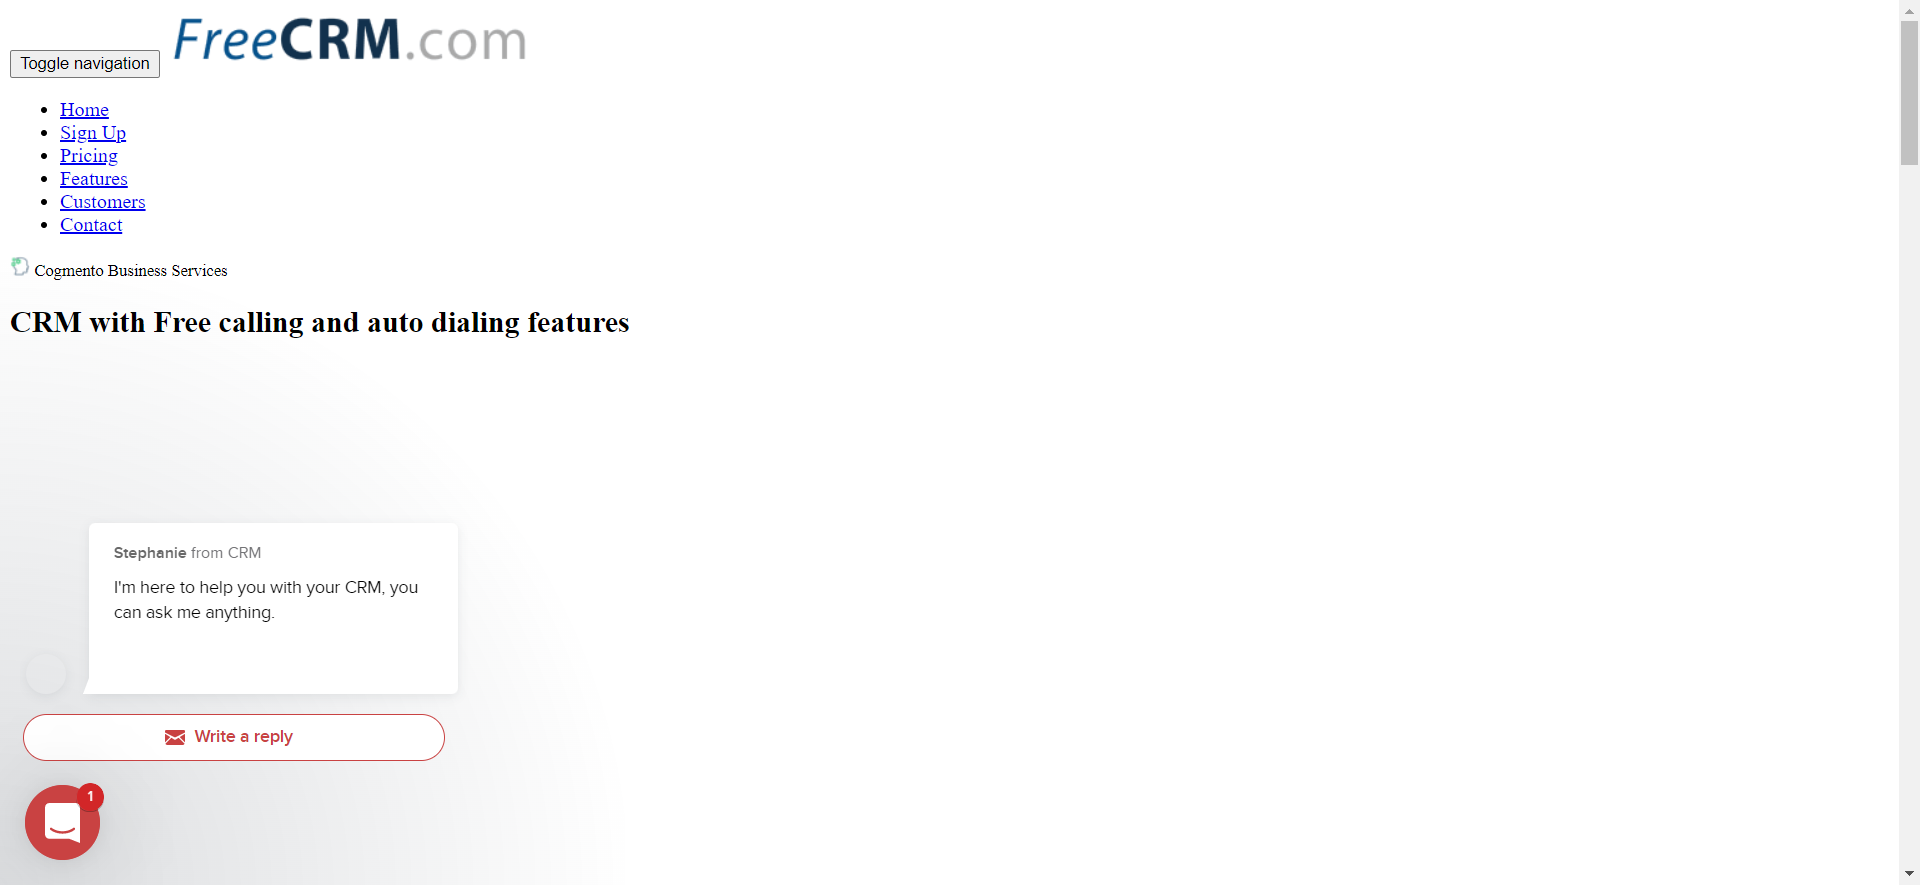 FreeCRM.com
Toggle navigation
Home
Sign Up
Pricing
Features
Customers
Contact
Cogmento Business Services
CRM with Free calling and auto dialing features
Stephanie from CRM
I'm here to help you with your CRM, you
can ask me anything.
Write a reply
1